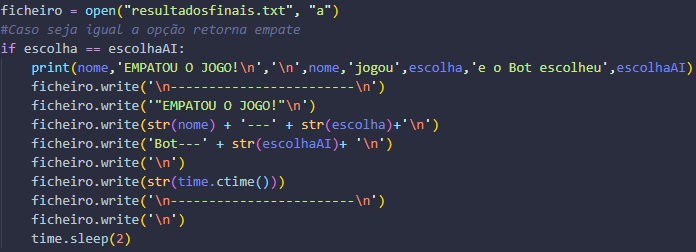 ficheiro = open("resultadosfinais.txt", "a")
#Caso seja igual a opção retorna empate
if escolha == escolhaAI:
    print(nome,'EMPATOU O JOGO!\n','\n',nome,'jogou',escolha,'e o Bot escolheu',escolhaAI)
    ficheiro.write('\n-----------------------\n')
    ficheiro.write('"EMPATOU O JOGO!"\n')
    ficheiro.write(str(nome) + '---' + str(escolha)+'\n')
    ficheiro.write('Bot---' + str(escolhaAI)+ '\n')
    ficheiro.write('\n')
    ficheiro.write(str(time.ctime()))
    ficheiro.write('\n-----------------------\n')
    ficheiro.write('\n')
    time.sleep(2)